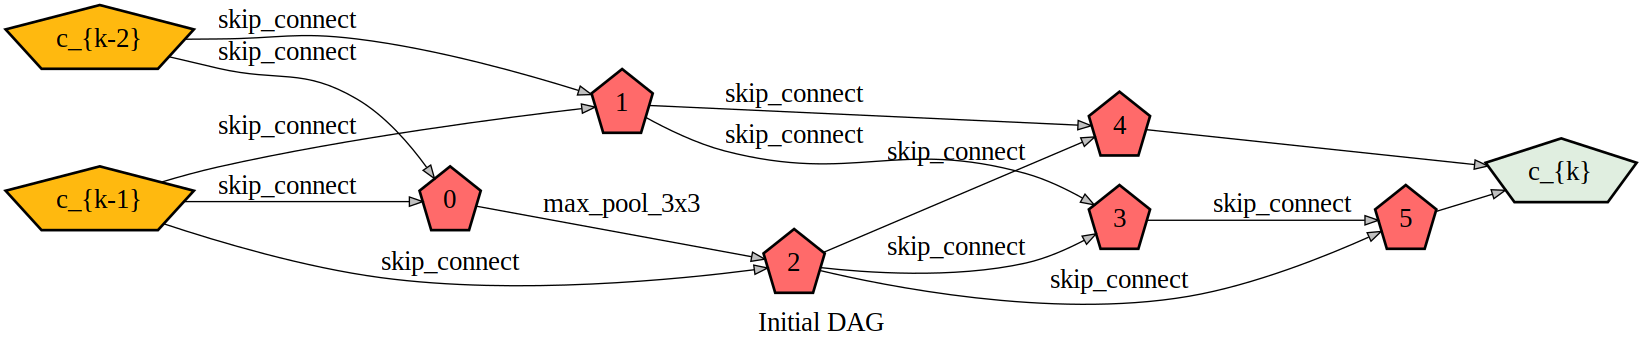 skip_connect
c_{k-2}
skip_connect
skip_connect
c_{k-1}
skip_connect
skip_connect
0
max_pool_3x3
1
skip_connect
skip_connect
skip_connect
2
skip_connect
skip_connect
4
3
skip_connect
5
c_{k}
Initial DAG